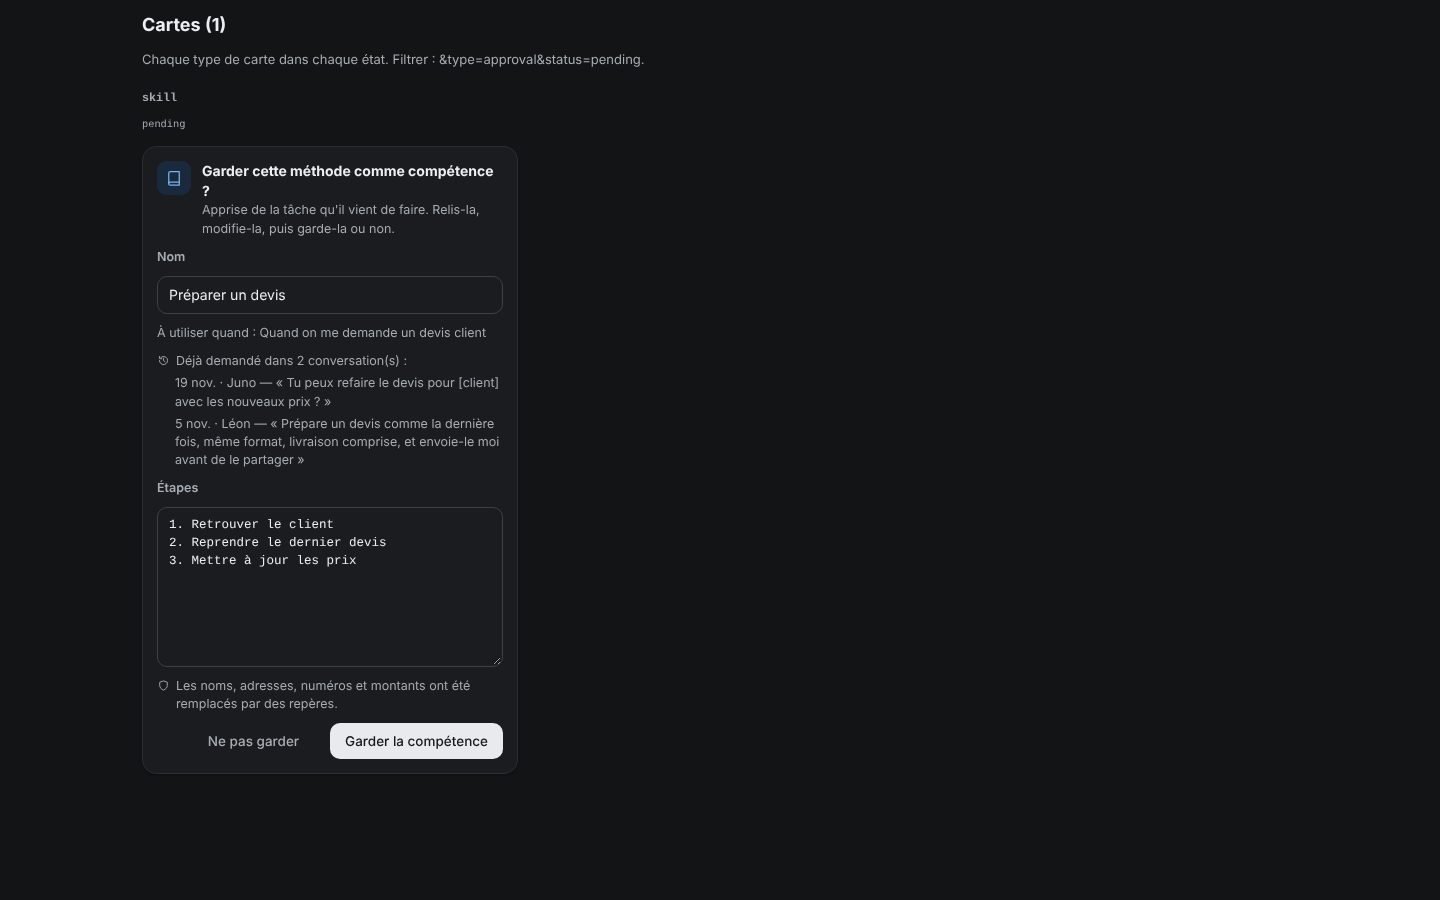 Cartes (1)
Chaque type de carte dans chaque état. Filtrer : &type=approval&status=pending.
skill
pending
Garder cette méthode comme compétence
?
Apprise de la tâche qu'il vient de faire. Relis-la,
modifie-la, puis garde-la ou non.
Nom
Préparer un devis
À utiliser quand : Quand on me demande un devis client
Déjà demandé dans 2 conversation(s) :
19 nov. · Juno — « Tu peux refaire le devis pour [client]
avec les nouveaux prix ? »
5 nov. · Léon — « Prépare un devis comme la dernière
fois, même format, livraison comprise, et envoie-le moi
avant de le partager »
Étapes
1. Retrouver le client
2. Reprendre le dernier devis
3. Mettre à jour les prix
Les noms, adresses, numéros et montants ont été
remplacés par des repères.
Ne pas garder
Garder la compétence